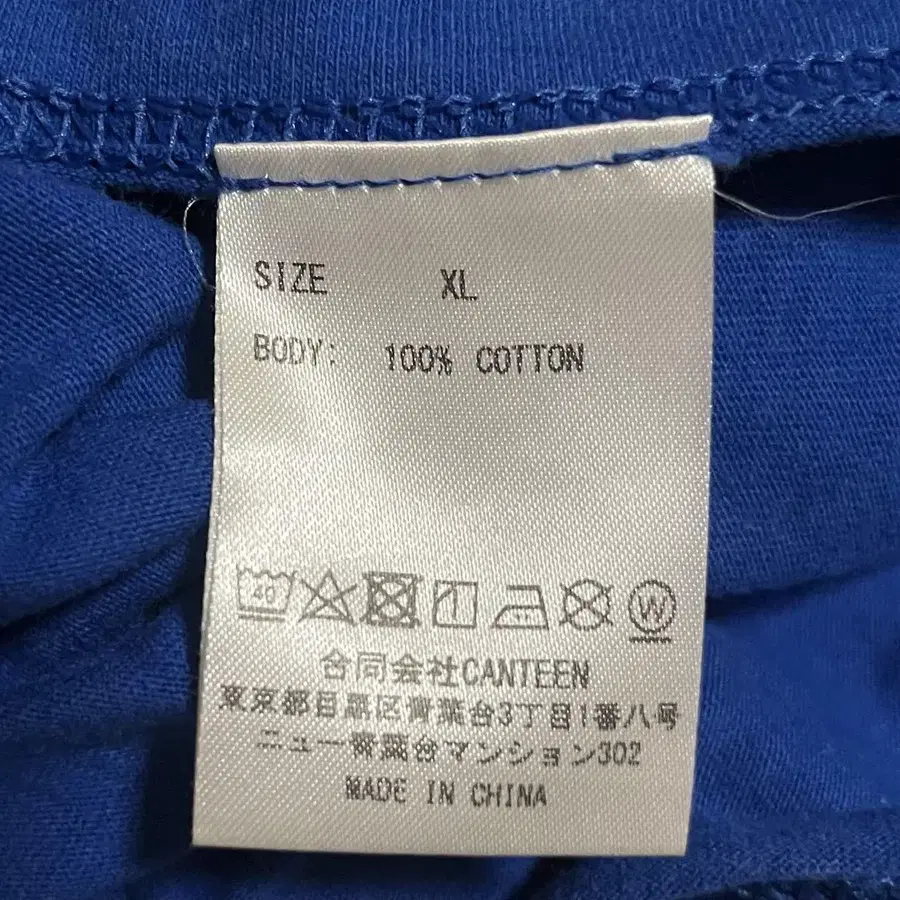 SIZE XL
BODY: 100% COTTON
40
W
合同会社CANTEEN
東京都目黒区青葉台3丁目1番八号
ニュー青葉台マンション302
MADE IN CHINA